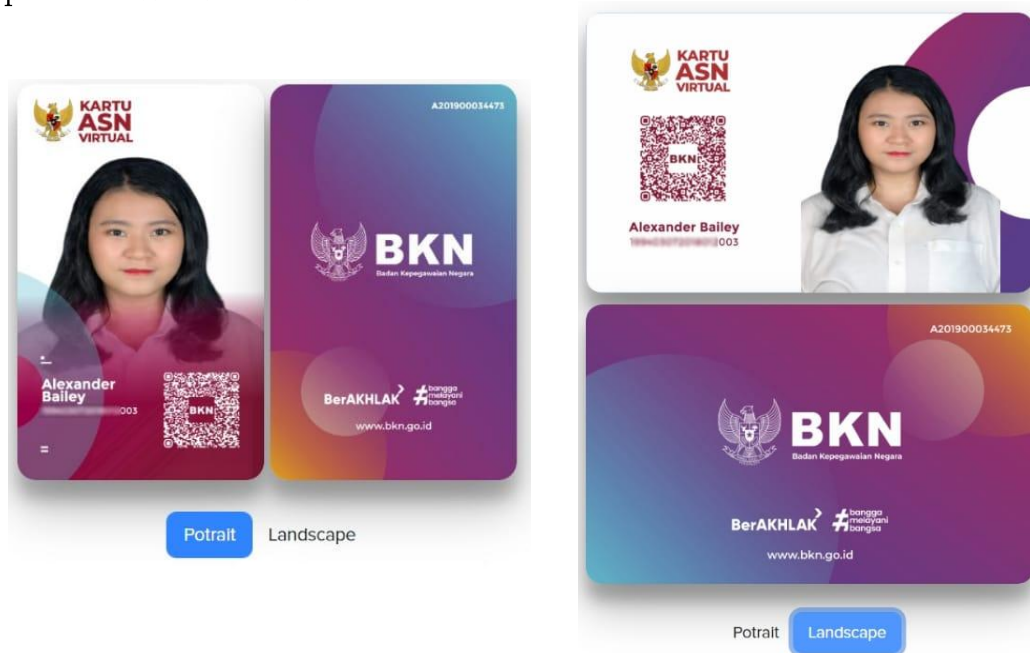 KARTU
ASN
VIRTUAL
Alexander
Bailey
003
BKN
A201900034473
BKN
Badan Kepegawaian Negara
BerAKHLAK
#bangga
melayani
bangsa
www.bkn.go.id
Potrait
Landscape
KARTU
ASN
VIRTUAL
BKN
Alexander Bailey
003
A201900034473
BKN
Badan Kepegawaian Negara
BerAKHLAK
#bangga
melayani
bangsa
www.bkn.go.id
Potrait
Landscape